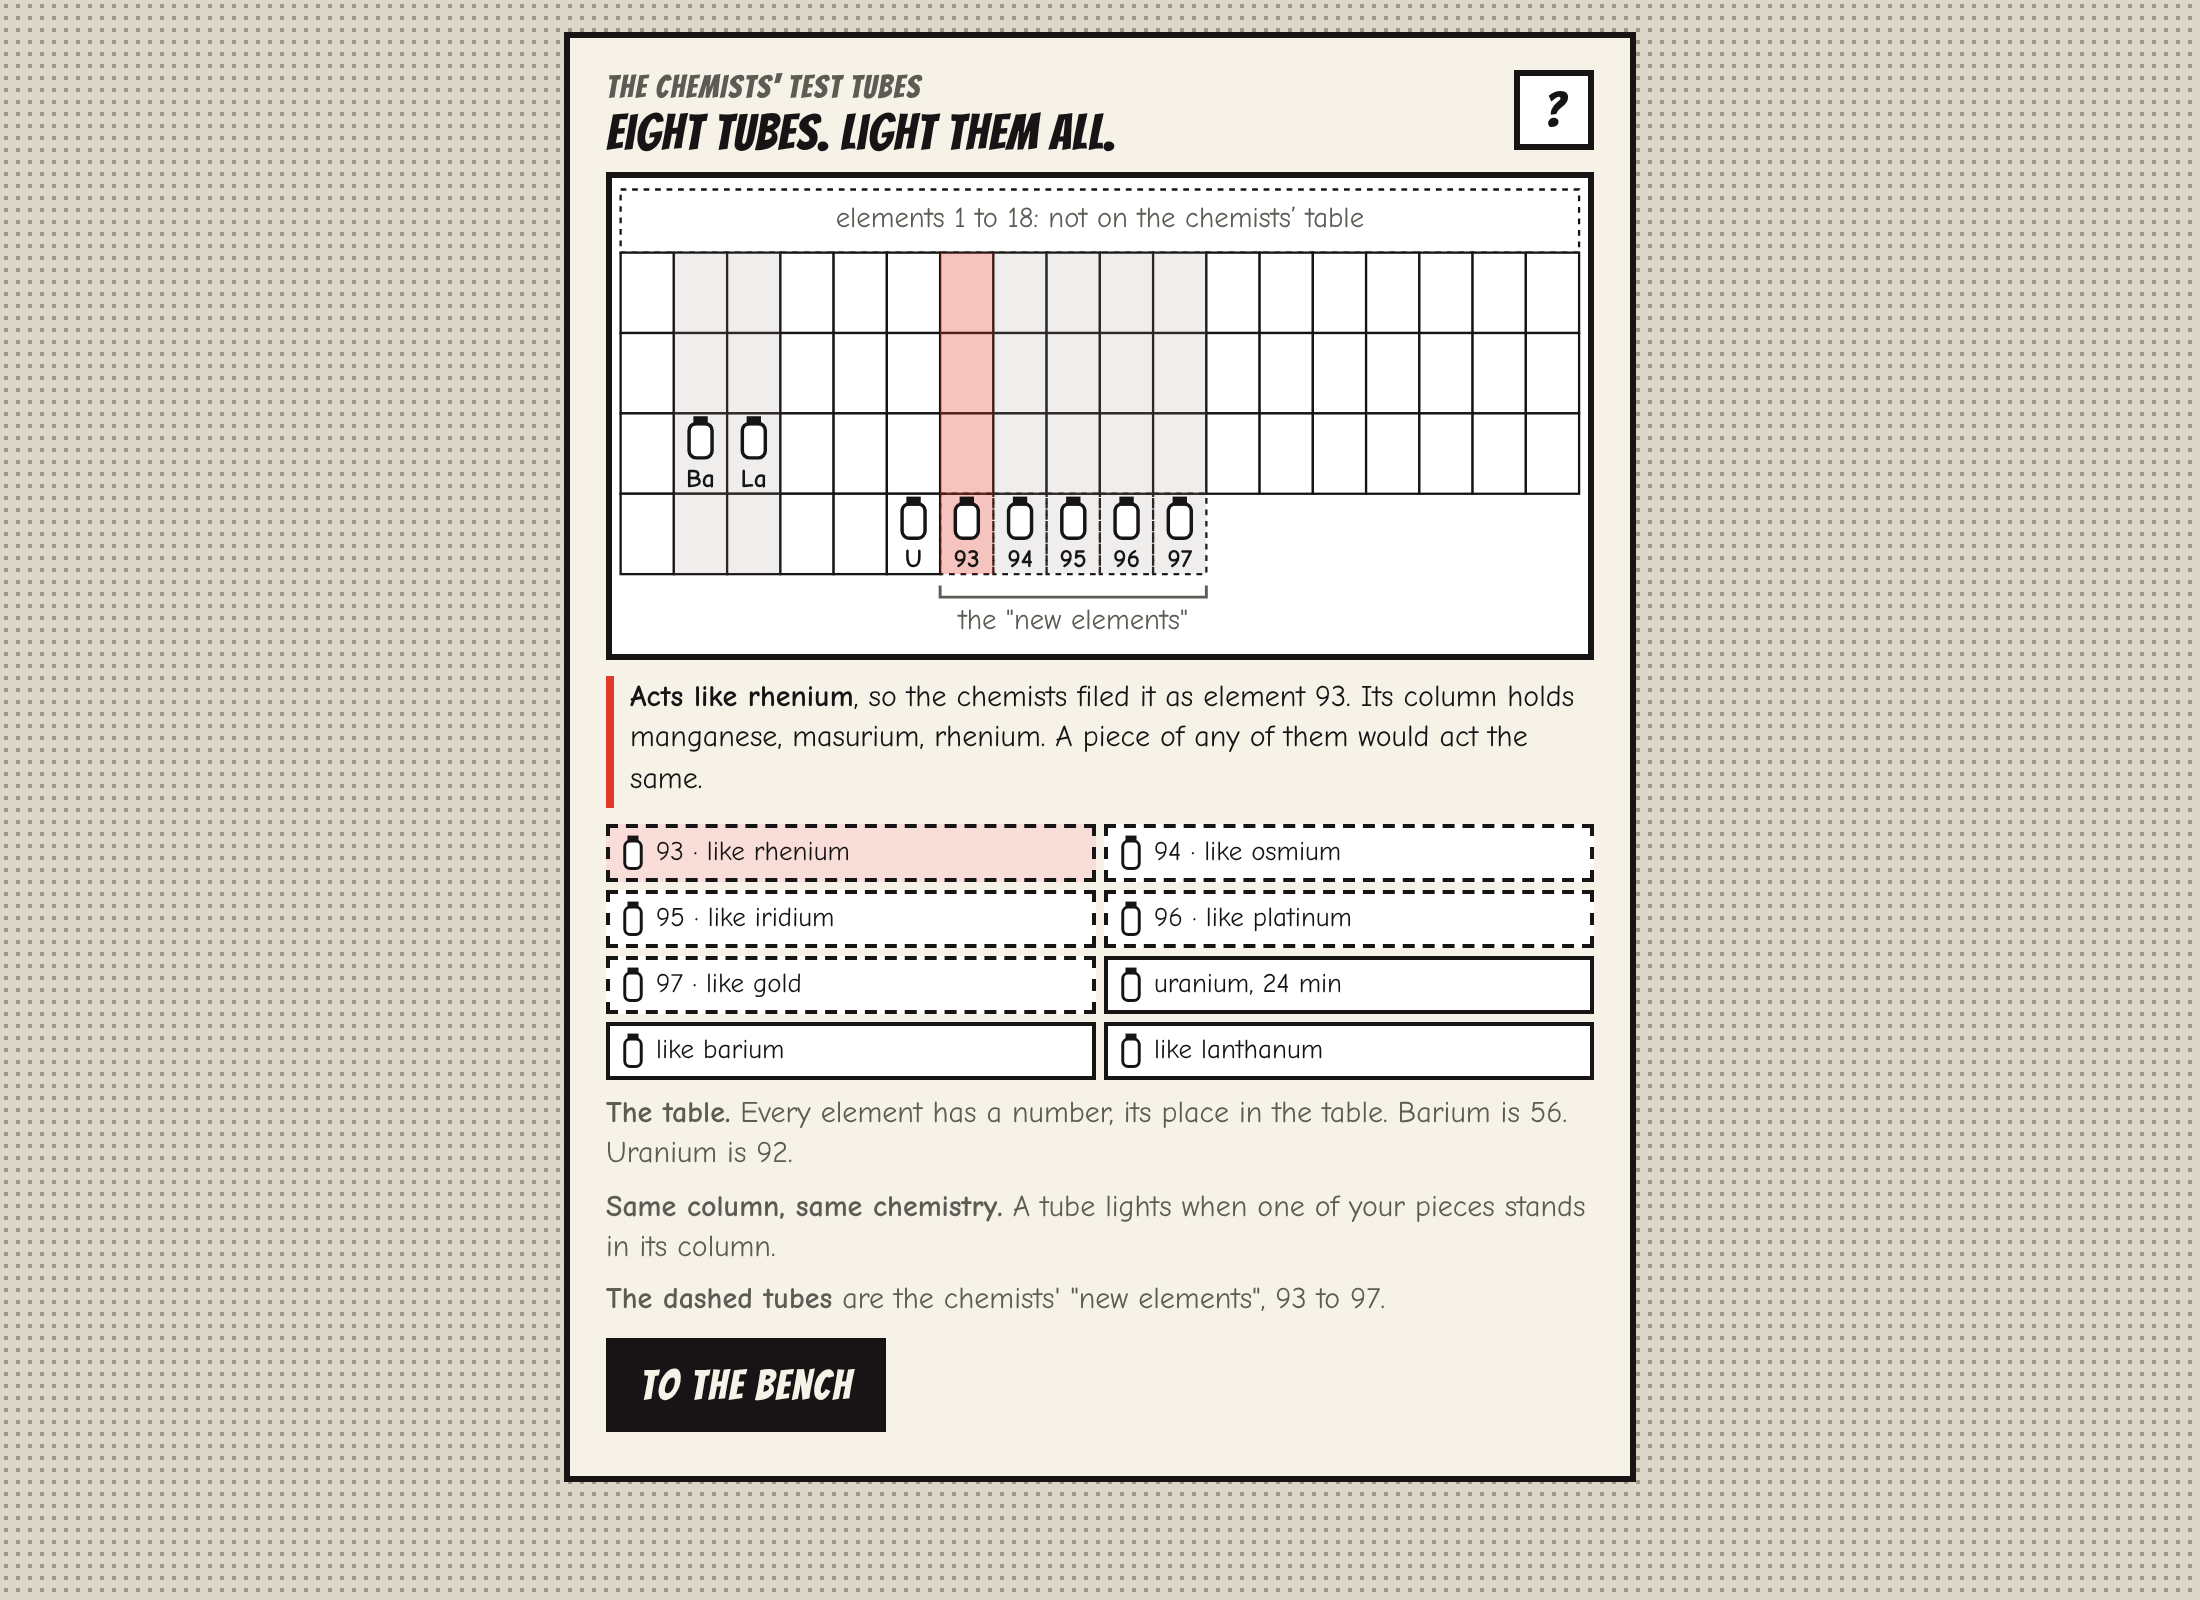 THE CHEMISTS' TEST TUBES
EIGHT TUBES. LIGHT THEM ALL.
?
elements 1 to 18: not on the chemists' table
Ba La
U 93 94 95 96 97
the "new elements"
Acts like rhenium, so the chemists filed it as element 93. Its column holds
manganese, masurium, rhenium. A piece of any of them would act the
same.
93 · like rhenium
94 · like osmium
95 · like iridium
96 · like platinum
97 · like gold
uranium, 24 min
like barium
like lanthanum
The table. Every element has a number, its place in the table. Barium is 56.
Uranium is 92.
Same column, same chemistry. A tube lights when one of your pieces stands
in its column.
The dashed tubes are the chemists' "new elements", 93 to 97.
TO THE BENCH